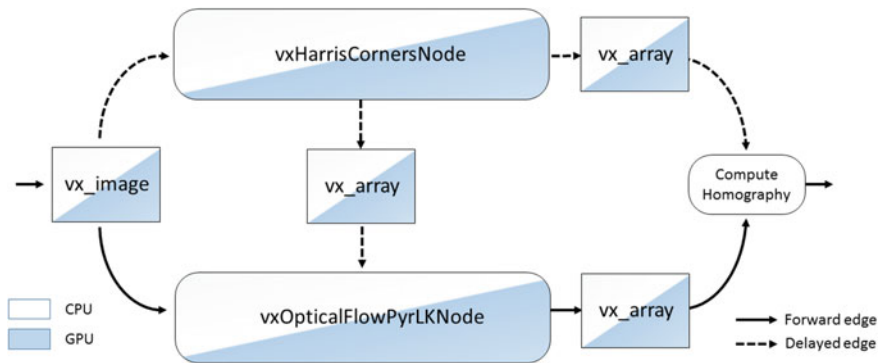 vxHarrisCornersNode
vx_array
vx_image
vx_array
Compute
Homography
vxOpticalFlowPyrLKNode
vx_array
CPU
GPU
Forward edge
Delayed edge